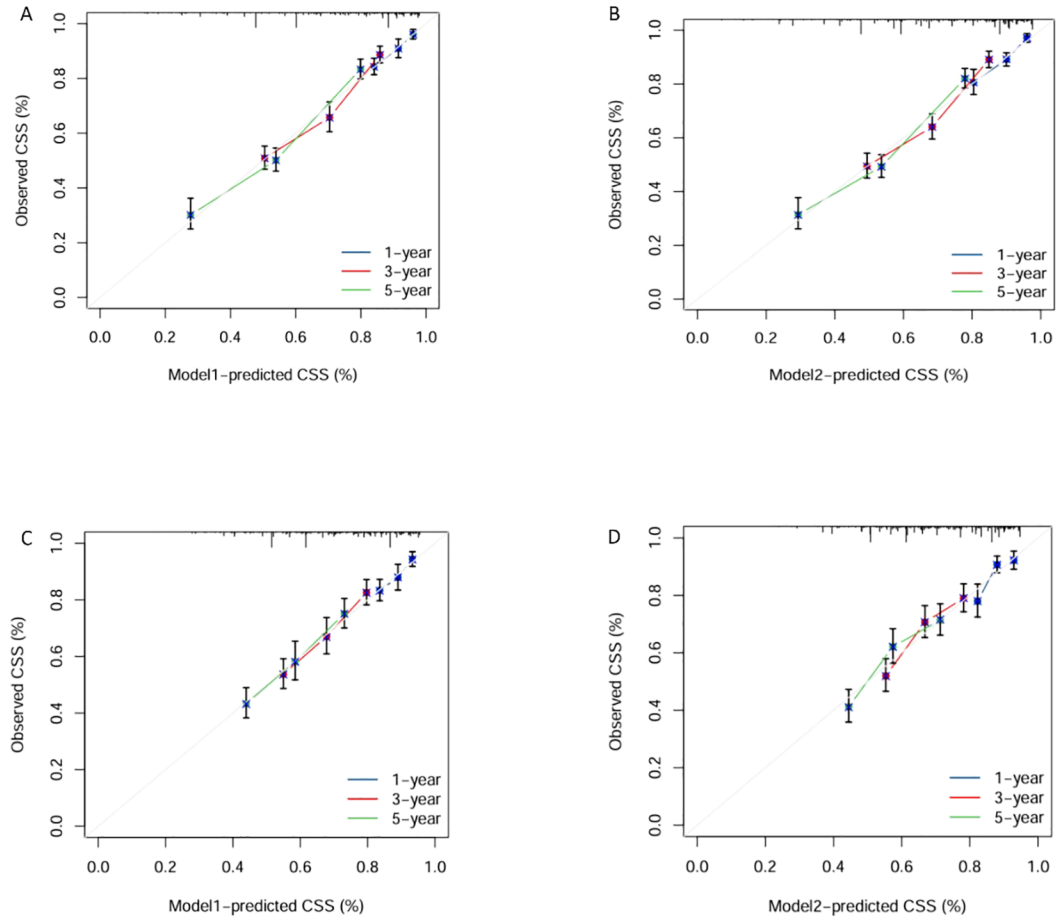 A
1.0
0.8
0.6
0.4
0.2
0.0
Observed CSS (%)
1-year
3-year
5-year
0.0 0.2 0.4 0.6 0.8 1.0
Model1-predicted CSS (%)
B
1.0
0.8
0.6
0.4
0.2
0.0
Observed CSS (%)
1-year
3-year
5-year
0.0 0.2 0.4 0.6 0.8 1.0
Model2-predicted CSS (%)
C
1.0
0.8
0.6
0.4
0.2
0.0
Observed CSS (%)
1-year
3-year
5-year
0.0 0.2 0.4 0.6 0.8 1.0
Model1-predicted CSS (%)
D
1.0
0.8
0.6
0.4
0.2
0.0
Observed CSS (%)
1-year
3-year
5-year
0.0 0.2 0.4 0.6 0.8 1.0
Model2-predicted CSS (%)